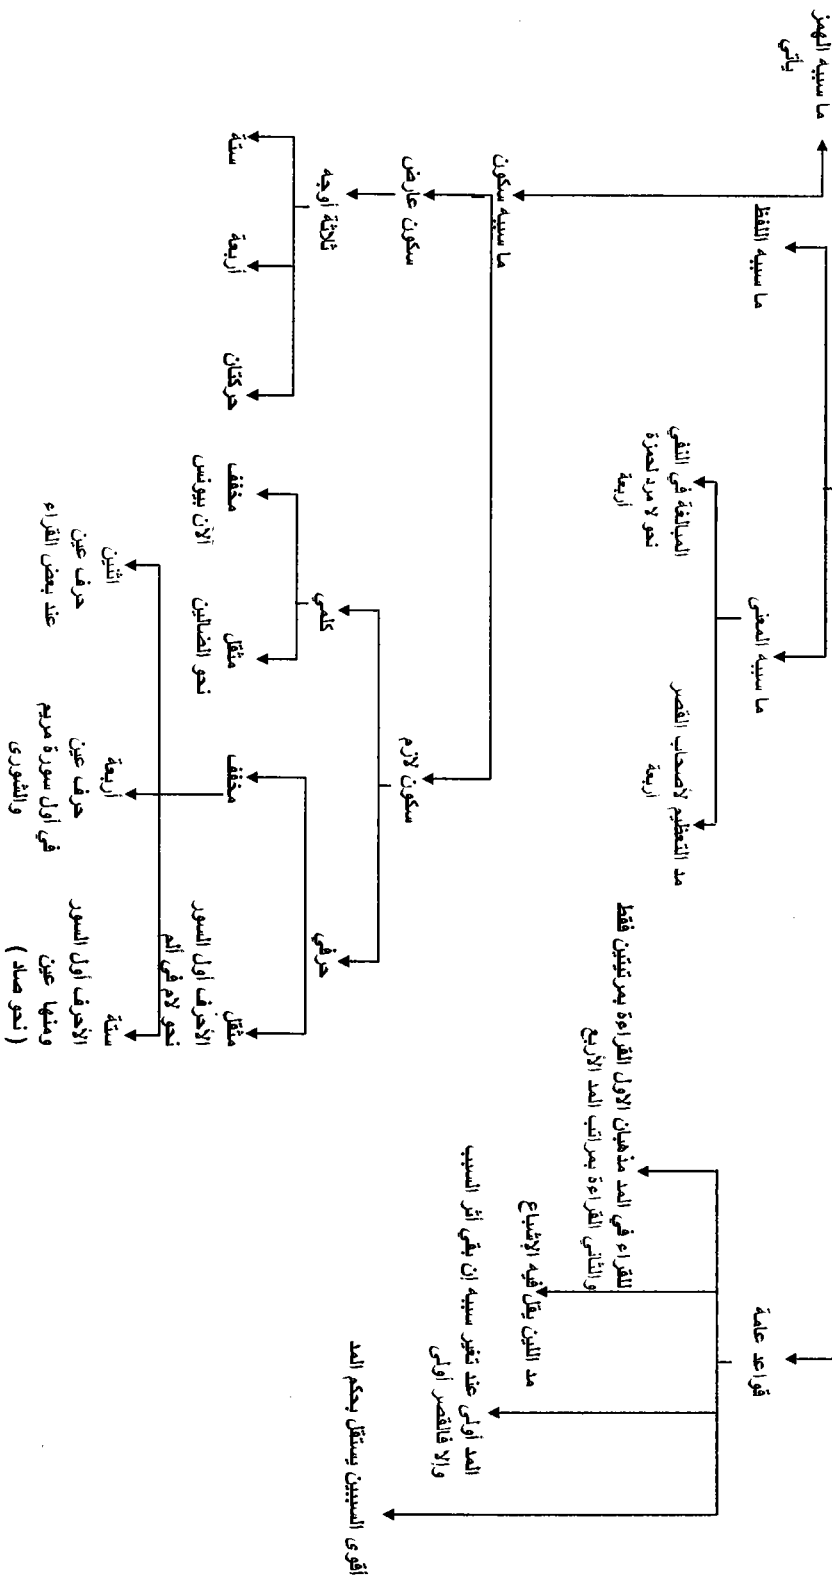 قواعد عامة
للقراء في المد مذهبان الاول القراءة بمرتبتين فقط
والثاني القراءة بمراتب المد الأربع
مد اللين يقل فيه الإشباع
المد أولى عند تغير سببه إن بقي أثر السبب
وإلا فالقصر أولى
أقوى السببين يستقل بحكم المد
ما سببه اللفظ
ما سببه المعنى
المبالغة في النفي
نحو لا مرد لحمزة
أربعة
مد التعظيم لأصحاب القصر
أربعة
ما سببه الهمز
يأتي
ما سببه سكون
سكون عارض
ثلاثة أوجه
ستة
أربعة
حركتان
سكون لازم
كلمي
مخفف
آلآن بيونس
مثقل
نحو الضالين
حرفي
مخفف
مثقل
الأحرف أول السور
نحو لام في ألم
اثنين
حرف عين
عند بعض القراء
أربعة
حرف عين
في أول سورة مريم
والشورى
ستة
الأحرف أول السور
ومنها عين
( نحو صاد )